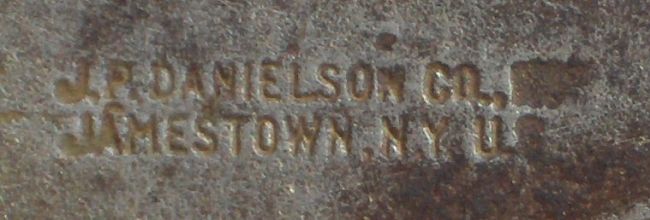 J.P. DANIELSON CO.,
JAMESTOWN, N.Y. U.